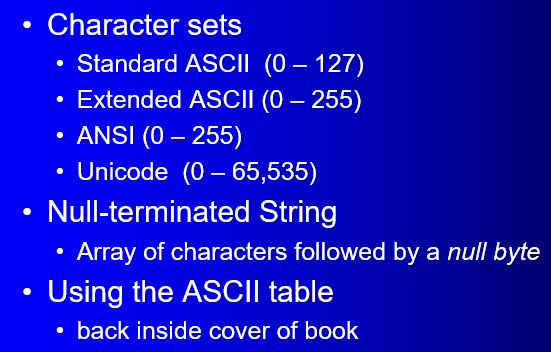 • Character sets
• Standard ASCII (0 – 127)
• Extended ASCII (0 – 255)
• ANSI (0 – 255)
• Unicode (0 – 65,535)
• Null-terminated String
• Array of characters followed by a null byte
• Using the ASCII table
• back inside cover of book